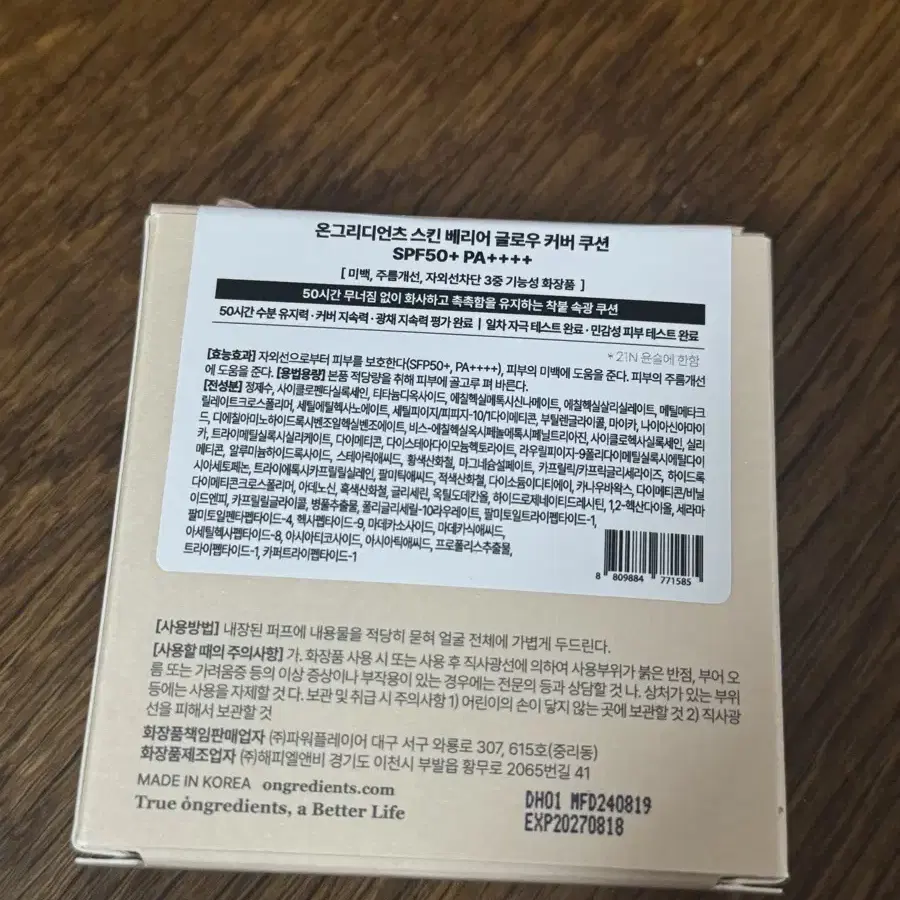 온그리디언츠 스킨 베리어 글로우 커버 쿠션
SPF50+ PA++++
[ 미백, 주름개선, 자외선차단 3중 기능성 화장품 ]
50시간 무너짐 없이 화사하고 촉촉함을 유지하는 착붙 속광 쿠션
50시간 수분 유지력 · 커버 지속력 · 광채 지속력 평가 완료 | 일차 자극 테스트 완료 · 민감성 피부 테스트 완료
*21N 윤슬에 한함
[효능효과] 자외선으로부터 피부를 보호한다(SFP50+, PA++++), 피부의 미백에 도움을 준다. 피부의 주름개선
에 도움을 준다. [용법용량] 본품 적당량을 취해 피부에 골고루 펴 바른다.
[전성분] 정제수, 사이클로펜타실록세인, 티타늄디옥사이드, 에칠헥실메톡시신나메이트, 에칠헥실살리실레이트, 메틸메타크
릴레이트크로스폴리머, 세틸에틸헥사노에이트, 세틸피이지/피피지-10/1다이메티콘, 부틸렌글라이콜, 마이카, 나이아신아마이
드, 디에칠아미노하이드록시벤조일헥실벤조에이트, 비스-에칠헥실옥시페놀메톡시페닐트리아진, 사이클로헥사실록세인, 실리
카, 트라이메틸실록시실리케이트, 다이메티콘, 다이스테아다이모늄헥토라이트, 라우릴피이지-9폴리다이메틸실록시에틸다이
메티콘, 알루미늄하이드록사이드, 스테아릭애씨드, 황색산화철, 마그네슘설페이트, 카프릴릭/카프릭글리세라이즈, 하이드록
시아세토페논, 트라이에톡시카프릴릴실레인, 팔미틱애씨드, 적색산화철, 다이소듐이디티에이, 카나우바왁스, 다이메티콘/비닐
다이메티콘크로스폴리머, 아데노신, 흑색산화철, 글리세린, 옥틸도데칸올, 하이드로제네이티드레시틴, 1,2-헥산다이올, 세라마
이드엔피, 카프릴릴글라이콜, 병풀추출물, 폴리글리세릴-10라우레이트, 팔미토일트라이펩타이드-1,
팔미토일펜타펩타이드-4, 헥사펩타이드-9, 마데카소사이드, 마데카식애씨드,
아세틸헥사펩타이드-8, 아시아티코사이드, 아시아틱애씨드, 프로폴리스추출물,
트라이펩타이드-1, 카퍼트라이펩타이드-1
8 809884 771585
[사용방법] 내장된 퍼프에 내용물을 적당히 묻혀 얼굴 전체에 가볍게 두드린다.
[사용할 때의 주의사항] 가. 화장품 사용 시 또는 사용 후 직사광선에 의하여 사용부위가 붉은 반점, 부어 오
름 또는 가려움증 등의 이상 증상이나 부작용이 있는 경우에는 전문의 등과 상담할 것 나. 상처가 있는 부위
등에는 사용을 자제할 것 다. 보관 및 취급 시 주의사항 1) 어린이의 손이 닿지 않는 곳에 보관할 것 2) 직사광
선을 피해서 보관할 것
화장품책임판매업자 (주)파워플레이어 대구 서구 와룡로 307, 615호(중리동)
화장품제조업자 (주)해피엘앤비 경기도 이천시 부발읍 황무로 2065번길 41
MADE IN KOREA ongredients.com
True ongredients, a Better Life
DH01 MFD240819
EXP20270818